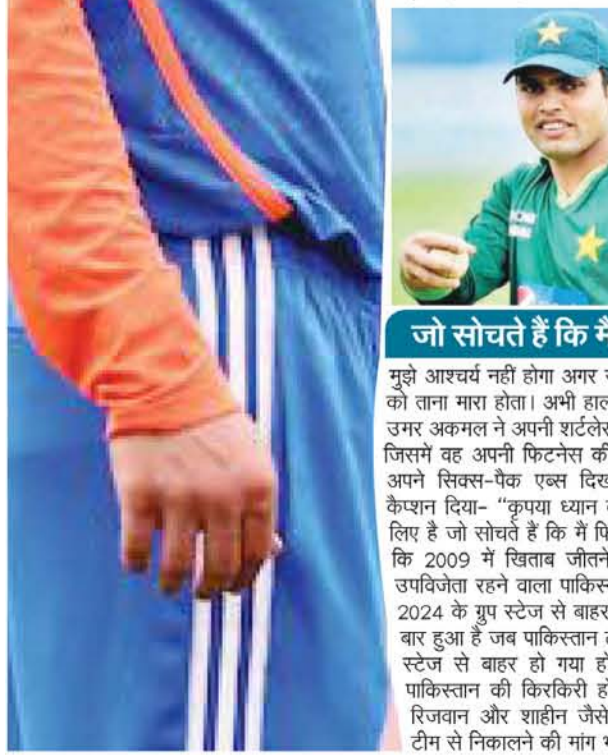 जो सोचते हैं कि मैं
मुझे आश्चर्य नहीं होगा अगर
को ताना मारा होता। अभी हाल
उमर अकमल ने अपनी शर्टलेस
जिसमें वह अपनी फिटनेस की
अपने सिक्स-पैक एब्स
कैप्शन दिया- “कृपया ध्यान
लिए है जो सोचते हैं कि मैं
कि 2009 में खिताब जीतने
उपविजेता रहने वाला
2024 के ग्रुप स्टेज से बाहर
बार हुआ है जब पाकिस्तान
स्टेज से बाहर हो गया
पाकिस्तान की किरकिरी
रिजवान और शाहीन जैसे
टीम से निकालने की मांग